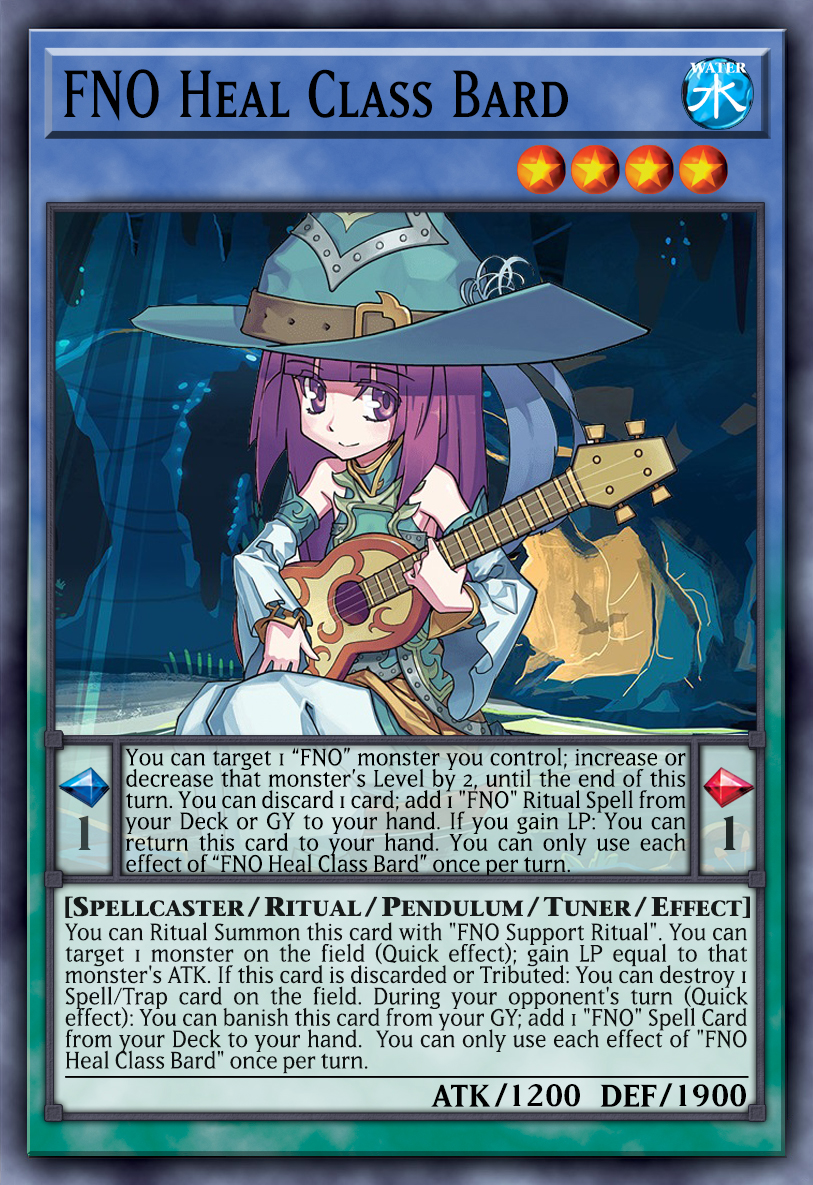 FNO Heal Class Bard
WATER
水
You can target 1 “FNO” monster you control; increase or
decrease that monster's Level by 2, until the end of this
turn. You can discard 1 card; add 1 "FNO" Ritual Spell from
your Deck or GY to your hand. If you gain LP: You can
return this card to your hand. You can only use each
effect of “FNO Heal Class Bard” once per turn.
1
1
[Spellcaster/Ritual/Pendulum/Tuner/Effect]
You can Ritual Summon this card with "FNO Support Ritual". You can
target 1 monster on the field (Quick effect); gain LP equal to that
monster's ATK. If this card is discarded or Tributed: You can destroy 1
Spell/Trap card on the field. During your opponent's turn (Quick
effect): You can banish this card from your GY; add 1 "FNO" Spell Card
from your Deck to your hand. You can only use each effect of "FNO
Heal Class Bard" once per turn.
ATK/1200 DEF/1900